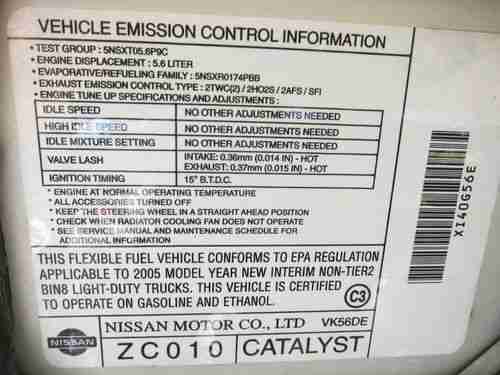 VEHICLE EMISSION CONTROL INFORMATION
• TEST GROUP : 5NSXT05.6P9C
• ENGINE DISPLACEMENT : 5.6 LITER
• EVAPORATIVE/REFUELING FAMILY : 5NSXR0174PBB
• EXHAUST EMISSION CONTROL TYPE : 2TWC(2) / 2HO2S / 2AFS / SFI
• ENGINE TUNE UP SPECIFICATIONS AND ADJUSTMENTS :
IDLE SPEED NO OTHER ADJUSTMENTS NEEDED
HIGH IDLE SPEED NO OTHER ADJUSTMENTS NEEDED
IDLE MIXTURE SETTING NO OTHER ADJUSTMENTS NEEDED
VALVE LASH INTAKE: 0.36mm (0.014 IN) - HOT
EXHAUST: 0.37mm (0.015 IN) - HOT
IGNITION TIMING 15° B.T.D.C.
* ENGINE AT NORMAL OPERATING TEMPERATURE
* ALL ACCESSORIES TURNED OFF
* KEEP THE STEERING WHEEL IN A STRAIGHT AHEAD POSITION
* CHECK WHEN RADIATOR COOLING FAN DOES NOT OPERATE
* SEE SERVICE MANUAL AND MAINTENANCE SCHEDULE FOR
ADDITIONAL INFORMATION
THIS FLEXIBLE FUEL VEHICLE CONFORMS TO EPA REGULATION
APPLICABLE TO 2005 MODEL YEAR NEW INTERIM NON-TIER2
BIN8 LIGHT-DUTY TRUCKS. THIS VEHICLE IS CERTIFIED
TO OPERATE ON GASOLINE AND ETHANOL.
C3
NISSAN
NISSAN MOTOR CO., LTD VK56DE
ZC010 CATALYST
XI40G56E